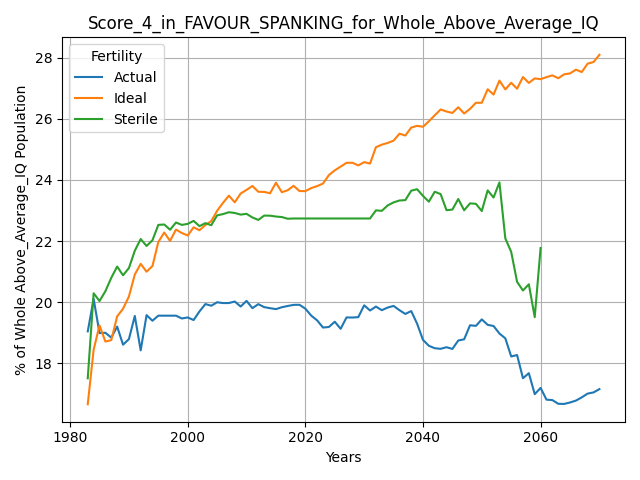 Score_4_in_FAVOUR_SPANKING_for_Whole_Above_Average_IQ
Fertility
Actual
Ideal
Sterile
% of Whole Above_Average_IQ Population
28
26
24
22
20
18
1980
2000
2020
2040
2060
Years